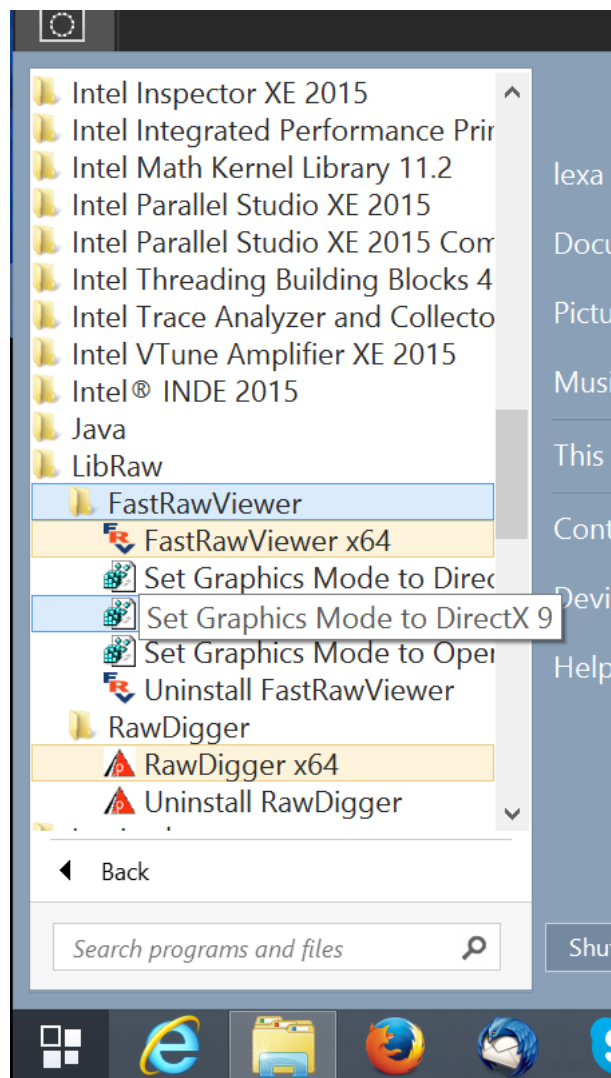 Intel Inspector XE 2015
Intel Integrated Performance Prir
Intel Math Kernel Library 11.2
Intel Parallel Studio XE 2015
Intel Parallel Studio XE 2015 Com
Intel Threading Building Blocks 4
Intel Trace Analyzer and Collecto
Intel VTune Amplifier XE 2015
Intel® INDE 2015
Java
LibRaw
FastRawViewer
FastRawViewer x64
Set Graphics Mode to Direc
Set Graphics Mode to DirectX 9
Set Graphics Mode to Oper
Uninstall FastRawViewer
RawDigger
RawDigger x64
Uninstall RawDigger
Back
Search programs and files
lexa
Docu
Pictu
Musi
This
Cont
Devi
Help
Shu